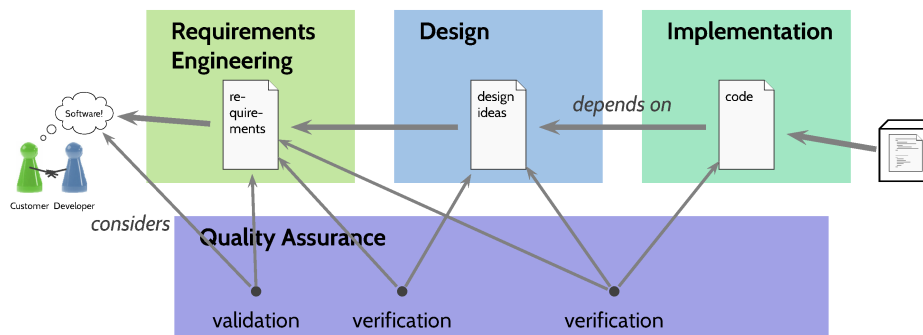 Requirements
Engineering
Design
Implementation
re-
quire-
ments
design
ideas
code
depends on
Software!
Customer Developer
considers
Quality Assurance
validation
verification
verification